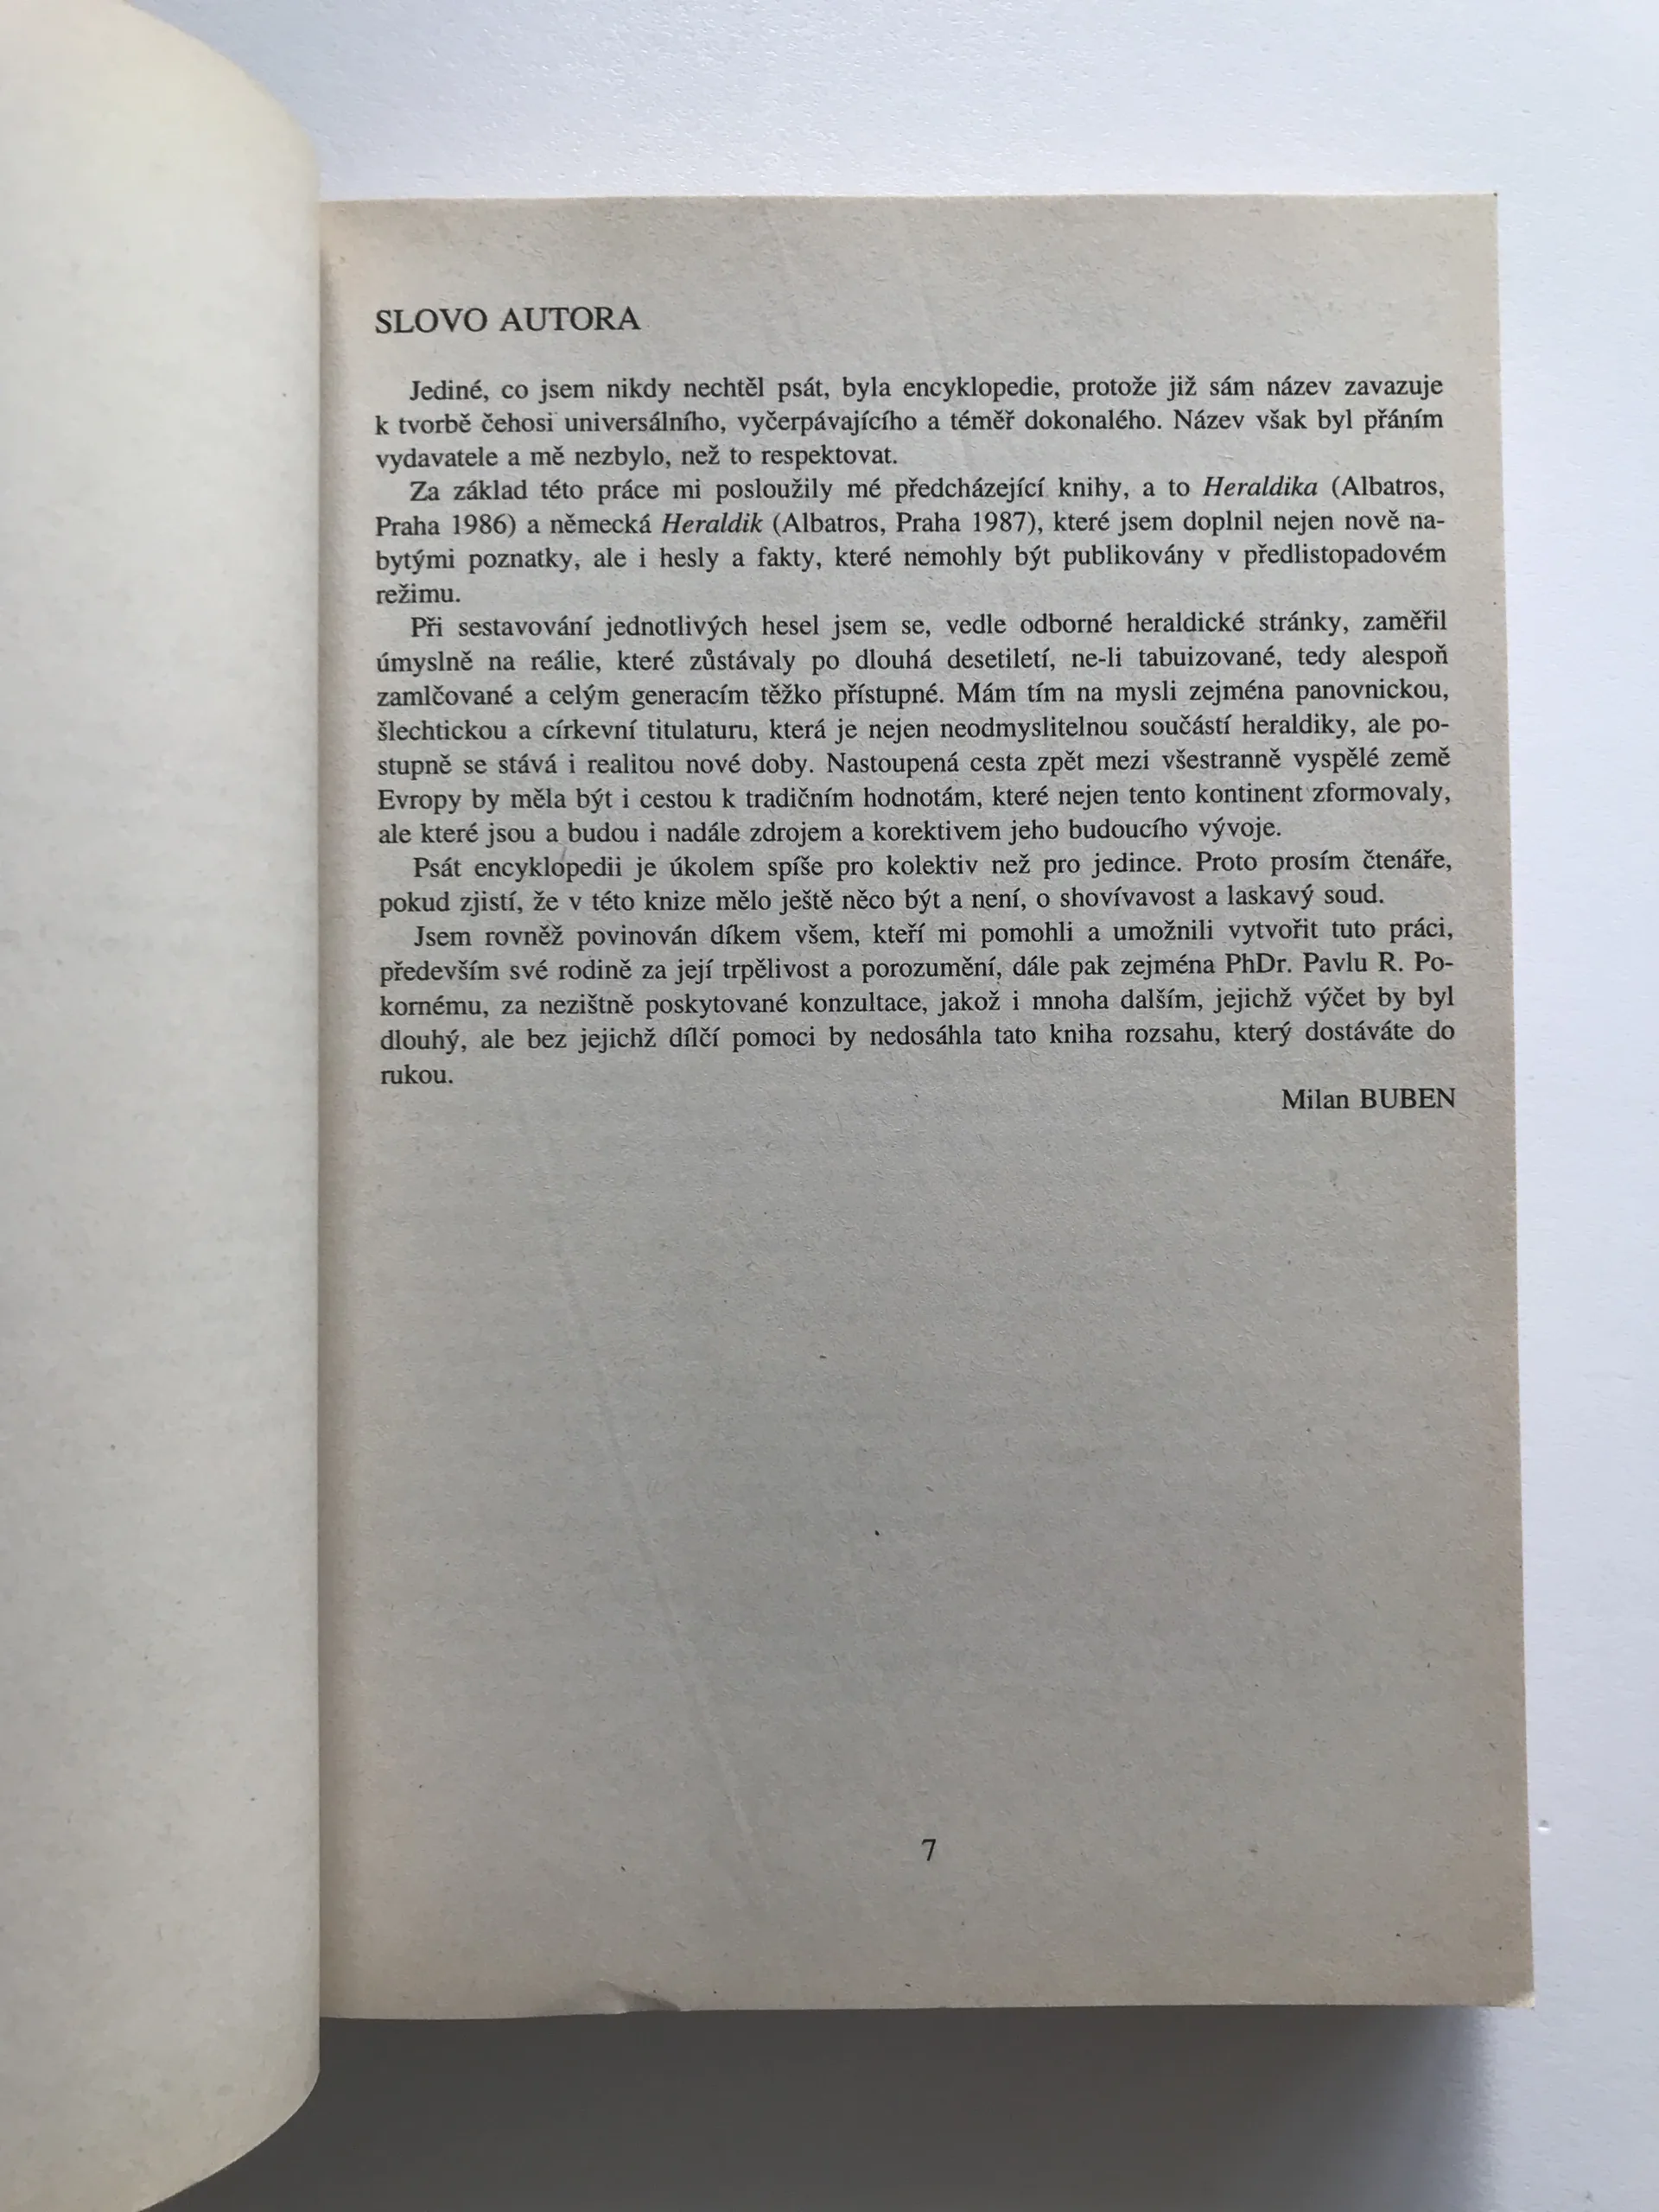 SLOVO AUTORA
Jediné, co jsem nikdy nechtěl psát, byla encyklopedie, protože již sám název zavazuje
k tvorbě čehosi universálního, vyčerpávajícího a téměř dokonalého. Název však byl přáním
vydavatele a mě nezbylo, než to respektovat.
Za základ této práce mi posloužily mé předcházející knihy, a to Heraldika (Albatros,
Praha 1986) a německá Heraldik (Albatros, Praha 1987), které jsem doplnil nejen nově na-
bytými poznatky, ale i hesly a fakty, které nemohly být publikovány v předlistopadovém
režimu.
Při sestavování jednotlivých hesel jsem se, vedle odborné heraldické stránky, zaměřil
úmyslně na reálie, které zůstávaly po dlouhá desetiletí, ne-li tabuizované, tedy alespoň
zamlčované a celým generacím těžko přístupné. Mám tím na mysli zejména panovnickou,
šlechtickou a církevní titulaturu, která je nejen neodmyslitelnou součástí heraldiky, ale po-
stupně se stává i realitou nové doby. Nastoupená cesta zpět mezi všestranně vyspělé země
Evropy by měla být i cestou k tradičním hodnotám, které nejen tento kontinent zformovaly,
ale které jsou a budou i nadále zdrojem a korektivem jeho budoucího vývoje.
Psát encyklopedii je úkolem spíše pro kolektiv než pro jedince. Proto prosím čtenáře,
pokud zjistí, že v této knize mělo ještě něco být a není, o shovívavost a laskavý soud.
Jsem rovněž povinován díkem všem, kteří mi pomohli a umožnili vytvořit tuto práci,
především své rodině za její trpělivost a porozumění, dále pak zejména PhDr. Pavlu R. Po-
kornému, za nezištně poskytované konzultace, jakož i mnoha dalším, jejichž výčet by byl
dlouhý, ale bez jejichž dílčí pomoci by nedosáhla tato kniha rozsahu, který dostáváte do
rukou.
Milan BUBEN
7